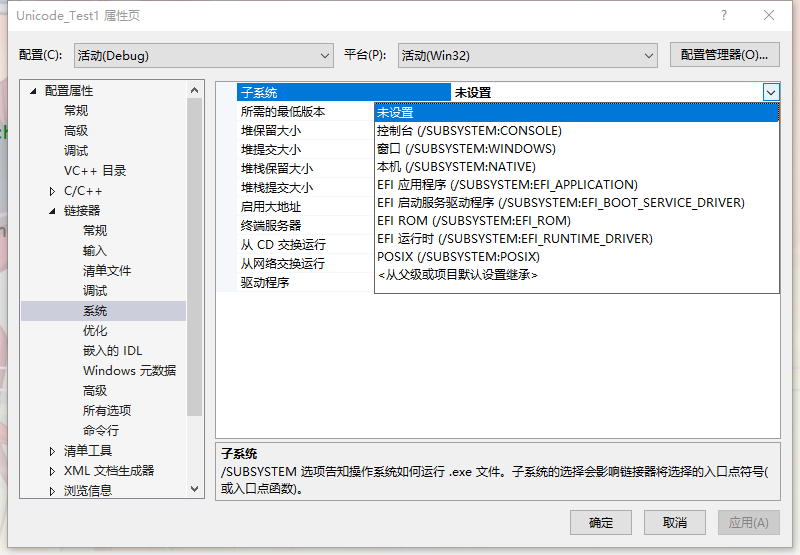 Unicode_Test1 属性页
配置(C): 活动(Debug) 平台(P): 活动(Win32) 配置管理器(O)...
配置属性
常规
高级
调试
VC++ 目录
C/C++
链接器
常规
输入
清单文件
调试
系统
优化
嵌入的 IDL
Windows 元数据
高级
所有选项
命令行
清单工具
XML 文档生成器
浏览信息
子系统 未设置
所需的最低版本
堆保留大小
堆提交大小
堆栈保留大小
堆栈提交大小
启用大地址
终端服务器
从 CD 交换运行
从网络交换运行
驱动程序
未设置
控制台 (/SUBSYSTEM:CONSOLE)
窗口 (/SUBSYSTEM:WINDOWS)
本机 (/SUBSYSTEM:NATIVE)
EFI 应用程序 (/SUBSYSTEM:EFI_APPLICATION)
EFI 启动服务驱动程序 (/SUBSYSTEM:EFI_BOOT_SERVICE_DRIVER)
EFI ROM (/SUBSYSTEM:EFI_ROM)
EFI 运行时 (/SUBSYSTEM:EFI_RUNTIME_DRIVER)
POSIX (/SUBSYSTEM:POSIX)
<从父级或项目默认设置继承>
子系统
/SUBSYSTEM 选项告知操作系统如何运行 .exe 文件。子系统的选择会影响链接器将选择的入口点符号(
或入口点函数)。
确定 取消 应用(A)